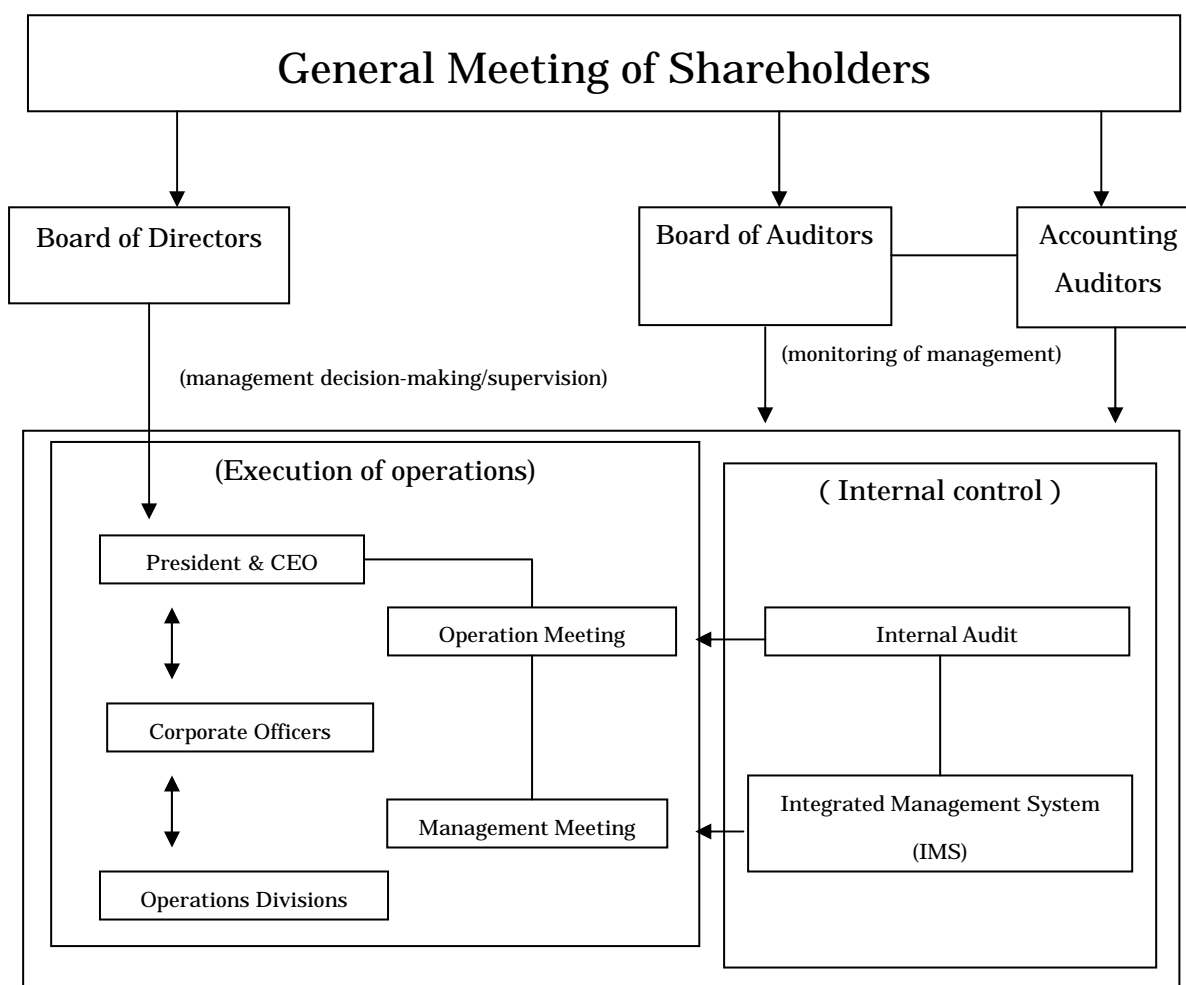 General Meeting of Shareholders
Board of Directors
Board of Auditors
Accounting
Auditors
(management decision-making/supervision)
(monitoring of management)
(Execution of operations)
( Internal control )
President & CEO
Operation Meeting
Internal Audit
Corporate Officers
Management Meeting
Integrated Management System
(IMS)
Operations Divisions